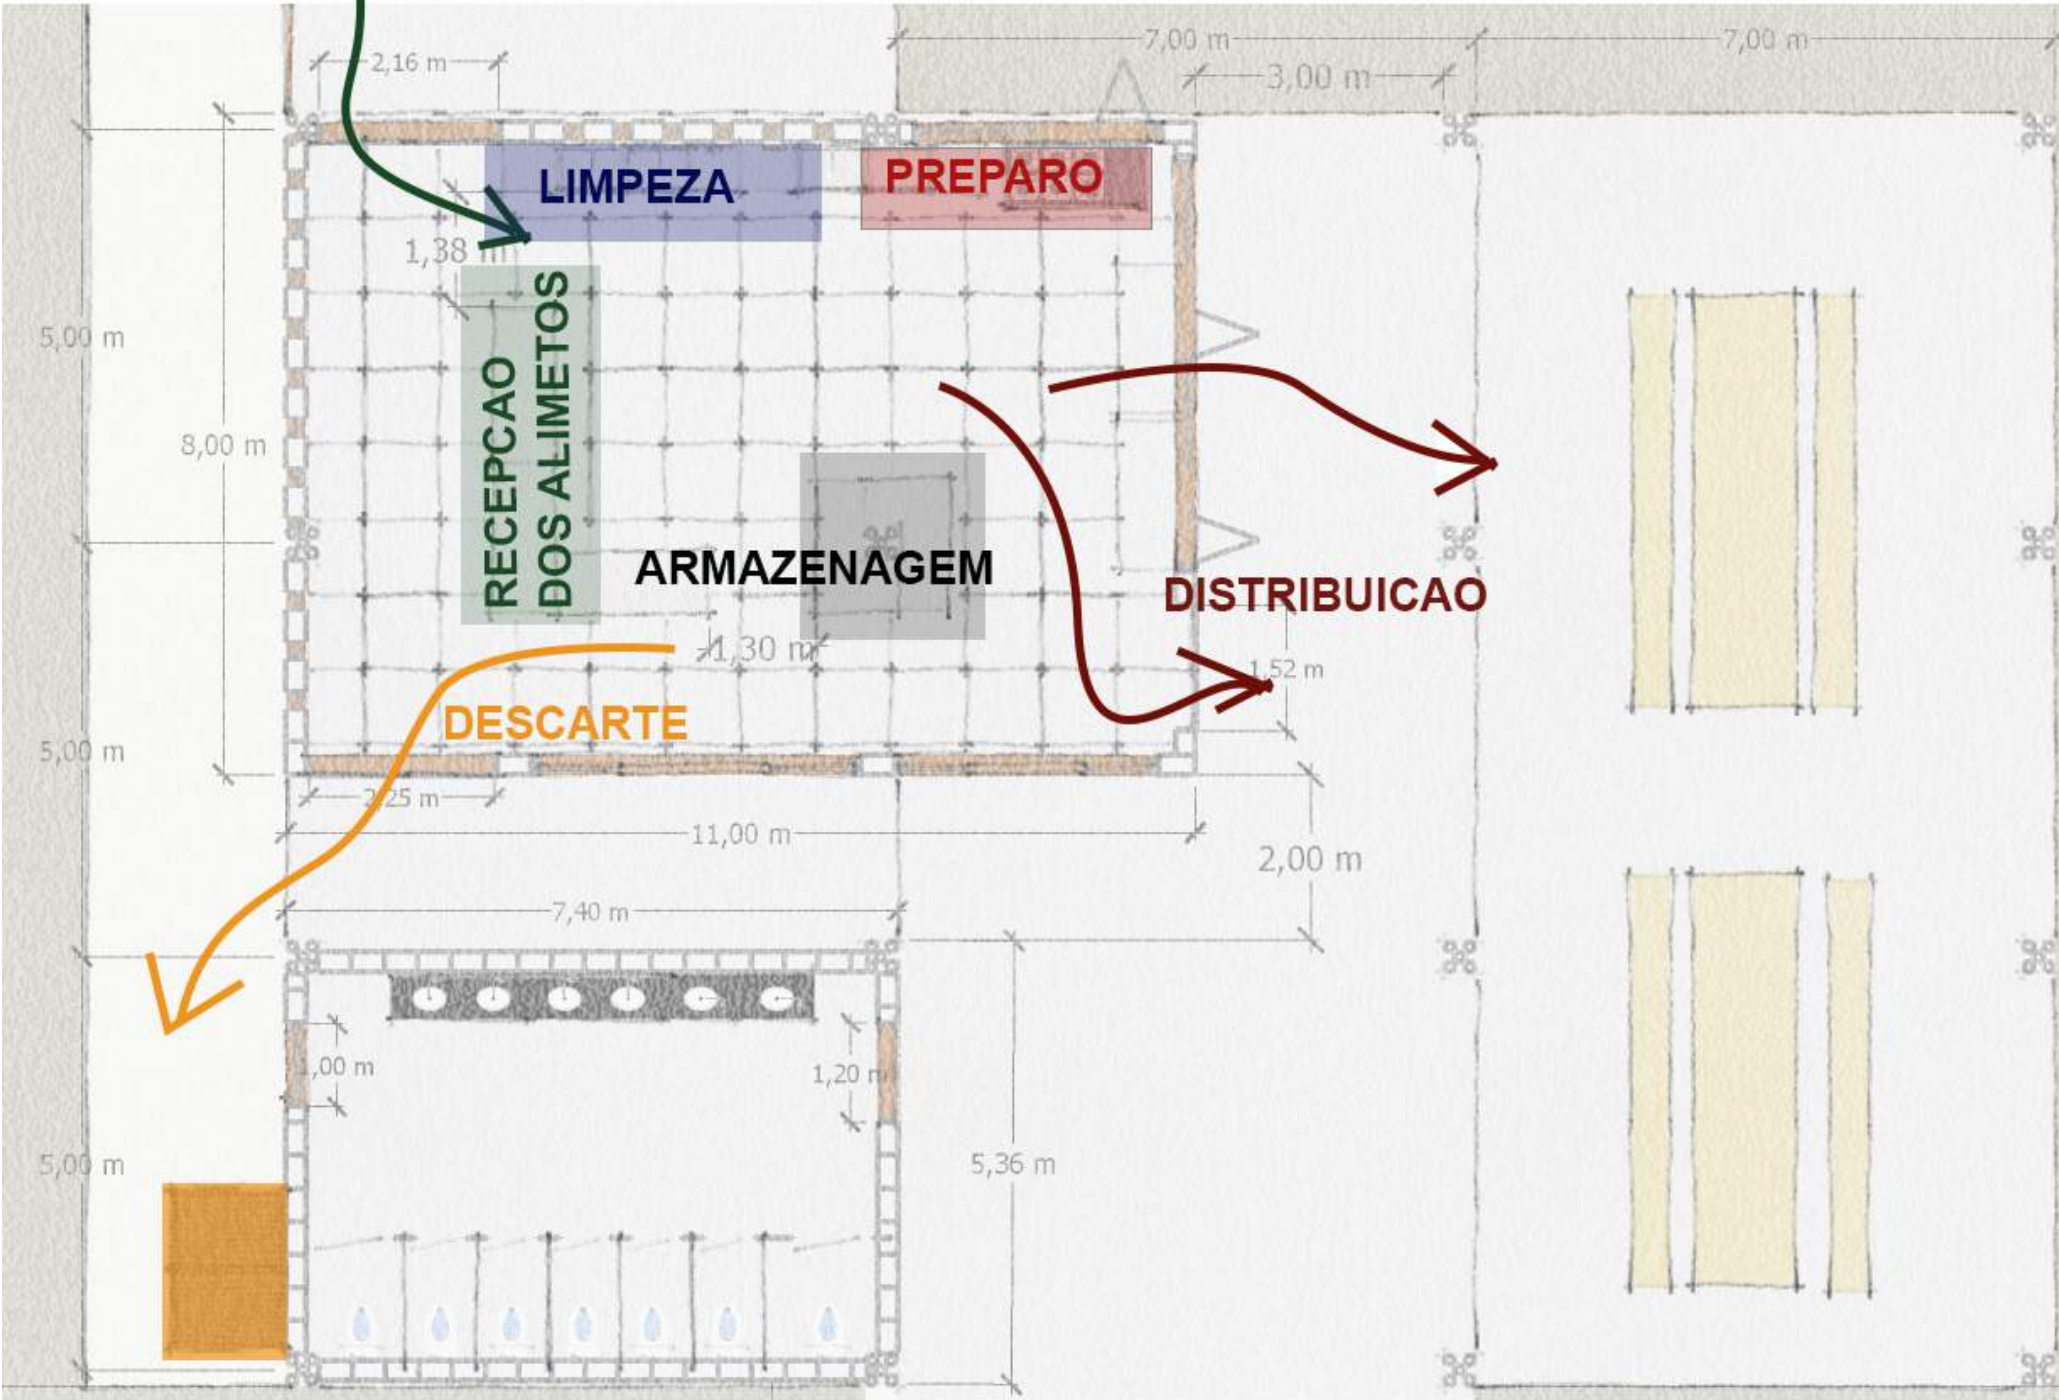 7,00 m
7,00 m
2,16 m
3,00 m
LIMPEZA
PREPARO
1,38 m
RECEPCAO
DOS ALIMETOS
5,00 m
8,00 m
ARMAZENAGEM
DISTRIBUICAO
1,30 m
1,52 m
DESCARTE
5,00 m
2,25 m
11,00 m
2,00 m
7,40 m
1,00 m
1,20 m
5,00 m
5,36 m